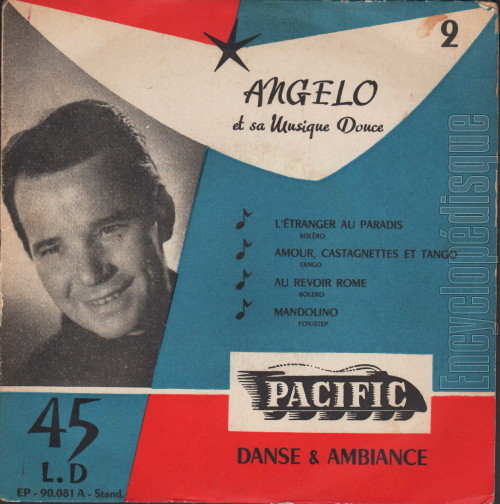 2
ANGELO
et sa Musique Douce
L'ÉTRANGER AU PARADIS
BOLÉRO
AMOUR, CASTAGNETTES ET TANGO
TANGO
AU REVOIR ROME
BOLERO
MANDOLINO
FOX-STEP
PACIFIC
DANSE & AMBIANCE
45
L.D
EP - 90.081 A - Stand.
Encyclopédisque